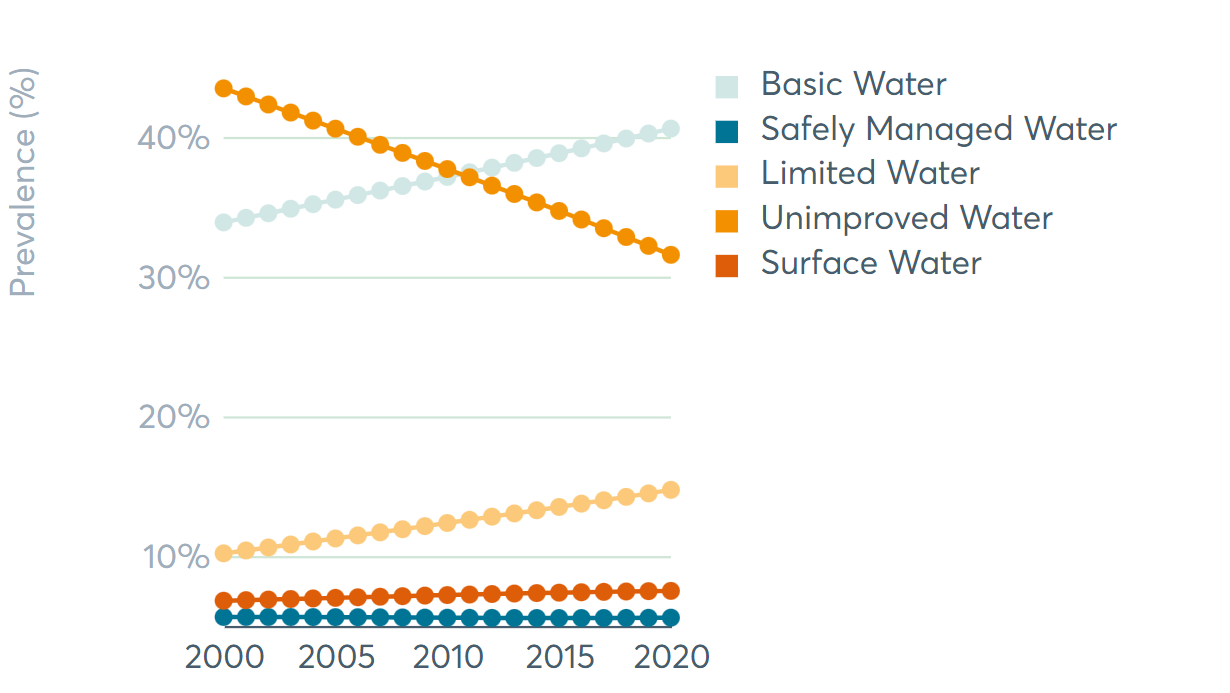 Prevalence (%)
40%
30%
20%
10%
2000 2005 2010 2015 2020
Basic Water
Safely Managed Water
Limited Water
Unimproved Water
Surface Water